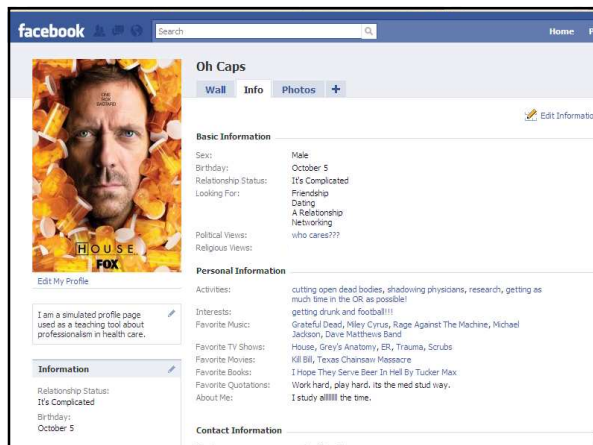 facebook
Search
Home
Oh Caps
Wall Info Photos +
Edit Informatio
Basic Information
Sex: Male
Birthday: October 5
Relationship Status: It's Complicated
Looking For: Friendship
Dating
A Relationship
Networking
Political Views: who cares???
Religious Views:
Personal Information
Activities: cutting open dead bodies, shadowing physicians, research, getting as
much time in the OR as possible!
Interests: getting drunk and football!!!
Favorite Music: Grateful Dead, Miley Cyrus, Rage Against The Machine, Michael
Jackson, Dave Matthews Band
Favorite TV Shows: House, Grey's Anatomy, ER, Trauma, Scrubs
Favorite Movies: Kill Bill, Texas Chainsaw Massacre
Favorite Books: I Hope They Serve Beer In Hell By Tucker Max
Favorite Quotations: Work hard, play hard. its the med stud way.
About Me: I study allllllll the time.
Contact Information
HOUSE
FOX
Edit My Profile
I am a simulated profile page
used as a teaching tool about
professionalism in health care.
Information
Relationship Status:
It's Complicated
Birthday:
October 5